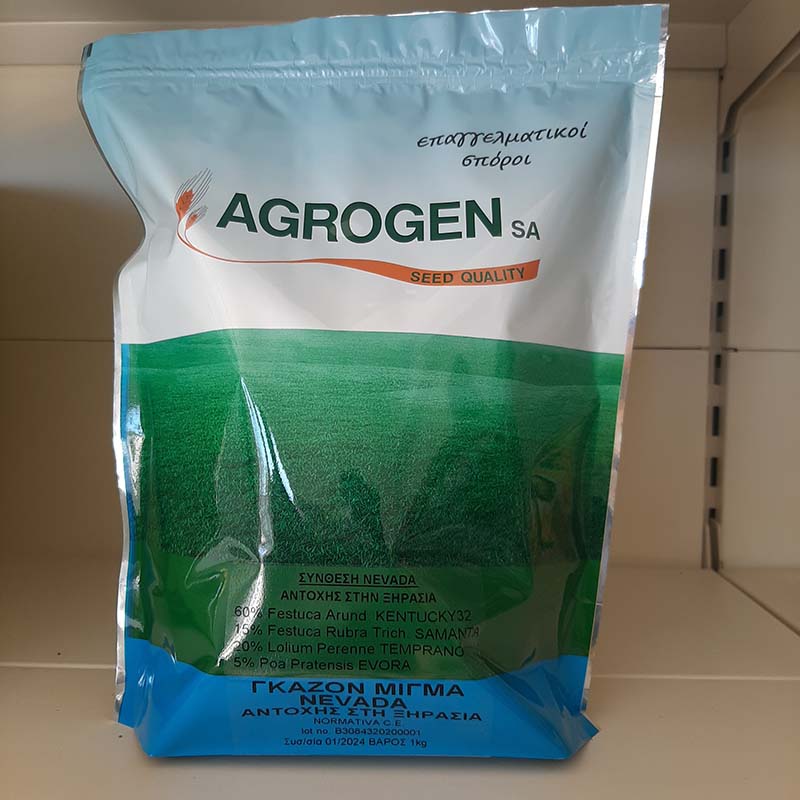 επαγγελματικοί
σπόροι
AGROGEN SA
SEED QUALITY
ΣΥΝΘΕΣΗ NEVADA
ΑΝΤΟΧΗΣ ΣΤΗΝ ΞΗΡΑΣΙΑ
60% Festuca Arund KENTUCKY32
15% Festuca Rubra Trich. SAMANTA
20% Lolium Perenne TEMPRANO
5% Poa Pratensis EVORA
ΓΚΑΖΟΝ ΜΙΓΜΑ
NEVADA
ΑΝΤΟΧΗΣ ΣΤΗ ΞΗΡΑΣΙΑ
NORMATIVA C.E
lot no. B3084320200001
Συσ/σία 01/2024 ΒΑΡΟΣ 1kg